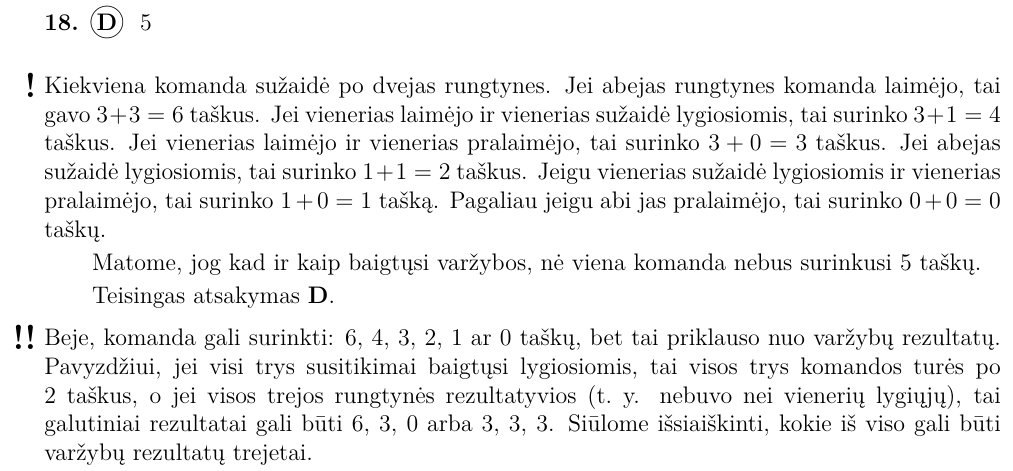 18. D 5
! Kiekviena komanda sužaidė po dvejas rungtynes. Jei abejas rungtynes komanda laimėjo, tai
gavo 3+3 = 6 taškus. Jei vienerias laimėjo ir vienerias sužaidė lygiosiomis, tai surinko 3+1 = 4
taškus. Jei vienerias laimėjo ir vienerias pralaimėjo, tai surinko 3 + 0 = 3 taškus. Jei abejas
sužaidė lygiosiomis, tai surinko 1+1 = 2 taškus. Jeigu vienerias sužaidė lygiosiomis ir vienerias
pralaimėjo, tai surinko 1+0 = 1 tašką. Pagaliau jeigu abi jas pralaimėjo, tai surinko 0+0 = 0
taškų.
Matome, jog kad ir kaip baigtųsi varžybos, nė viena komanda nebus surinkusi 5 taškų.
Teisingas atsakymas D.
!! Beje, komanda gali surinkti: 6, 4, 3, 2, 1 ar 0 taškų, bet tai priklauso nuo varžybų rezultatų.
Pavyzdžiui, jei visi trys susitikimai baigtųsi lygiosiomis, tai visos trys komandos turės po
2 taškus, o jei visos trejos rungtynės rezultatyvios (t. y. nebuvo nei vienerių lygiųjų), tai
galutiniai rezultatai gali būti 6, 3, 0 arba 3, 3, 3. Siūlome išsiaiškinti, kokie iš viso gali būti
varžybų rezultatų trejetai.